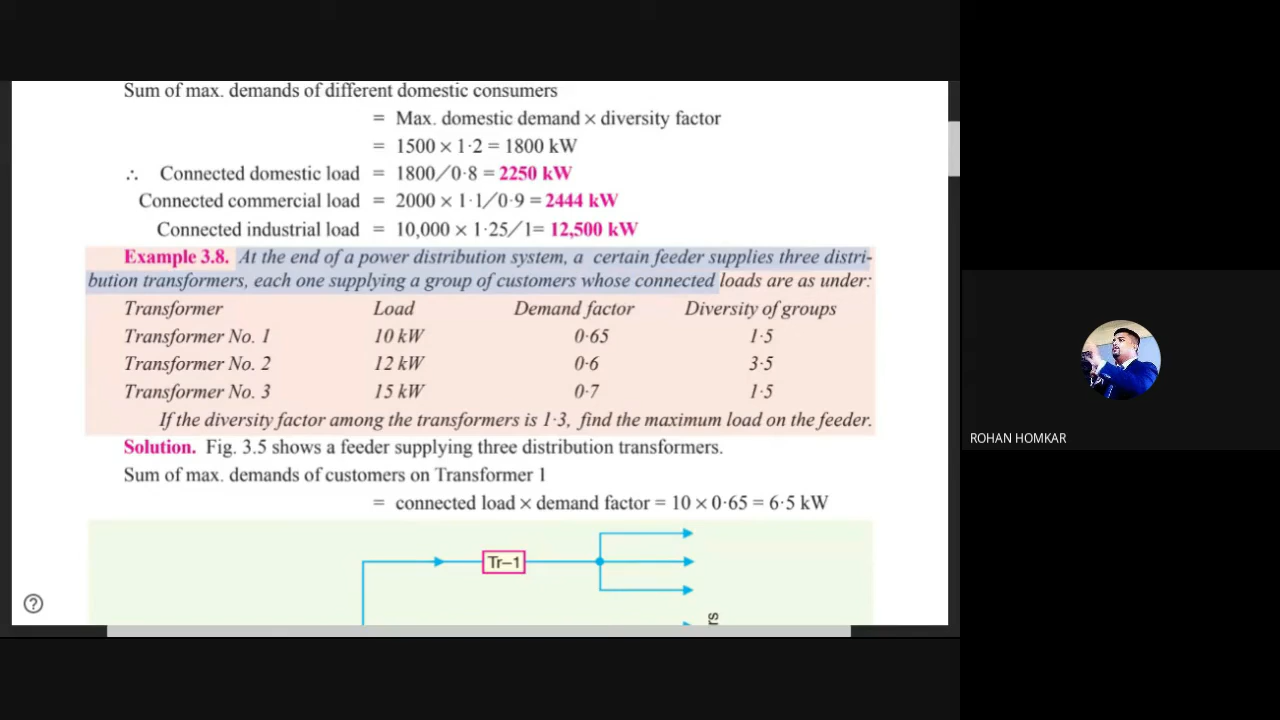 Sum of max. demands of different domestic consumers
= Max. domestic demand × diversity factor
= 1500 × 1·2 = 1800 kW
∴ Connected domestic load = 1800/0·8 = 2250 kW
Connected commercial load = 2000 × 1·1/0·9 = 2444 kW
Connected industrial load = 10,000 × 1·25/1= 12,500 kW
Example 3.8. At the end of a power distribution system, a certain feeder supplies three distri-
bution transformers, each one supplying a group of customers whose connected loads are as under:
Transformer Load Demand factor Diversity of groups
Transformer No. 1 10 kW 0·65 1·5
Transformer No. 2 12 kW 0·6 3·5
Transformer No. 3 15 kW 0·7 1·5
If the diversity factor among the transformers is 1·3, find the maximum load on the feeder.
Solution. Fig. 3.5 shows a feeder supplying three distribution transformers.
Sum of max. demands of customers on Transformer 1
= connected load × demand factor = 10 × 0·65 = 6·5 kW
Tr–1
rs
?
ROHAN HOMKAR